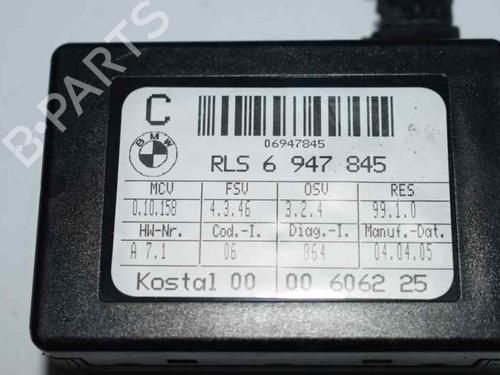 C
06947845
BMW
RLS 6 947 845
MCV FSV OSV RES
0.10.158 4.3.46 3.2.4 99.1.0
HW-Nr. Cod.-I. Diag.-I. Manuf.-Dat.
A 7.1 06 864 04.04.05
Kostal 00 00 6062 25
B-PARTS